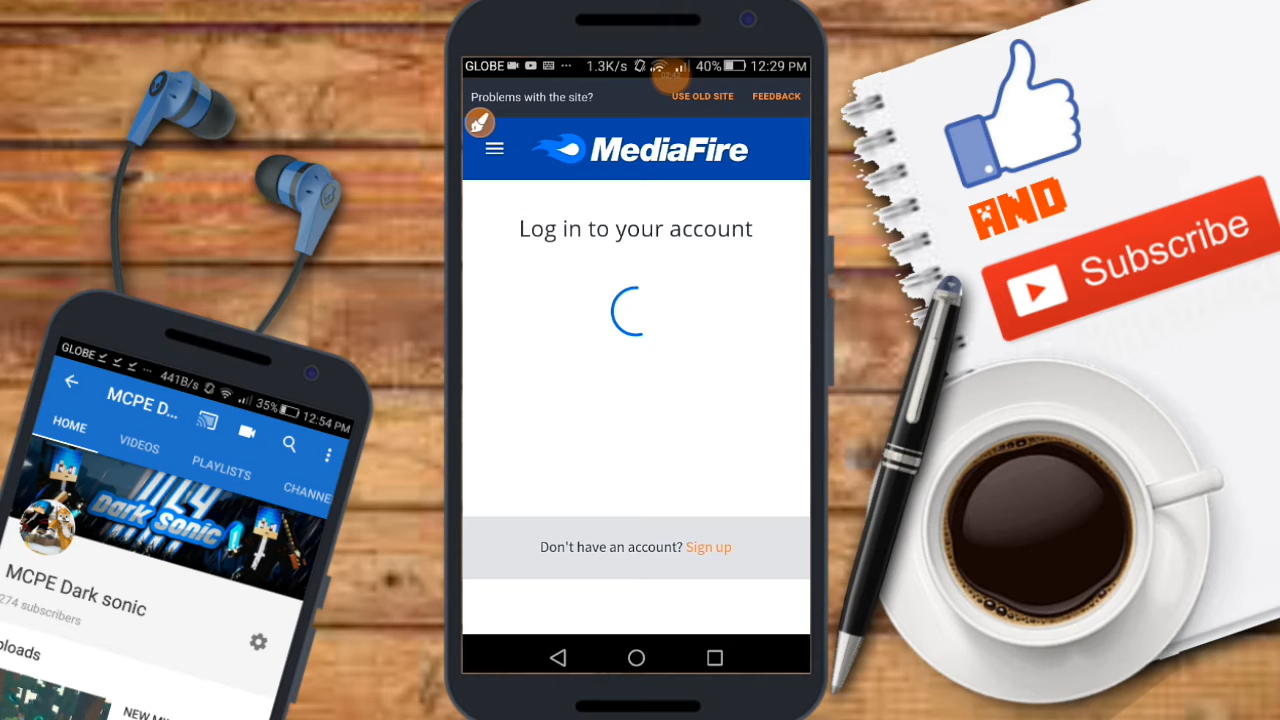 GLOBE ... 1.3K/s 40% 12:29 PM
Problems with the site? USE OLD SITE FEEDBACK
MediaFire
Log in to your account
Don't have an account? Sign up
AND
Subscribe
GLOBE ... 441B/s 35% 12:54 PM
MCPE D...
HOME VIDEOS PLAYLISTS CHANNE
Dark Sonic
MCPE Dark sonic
274 subscribers
ploads
NEW MI